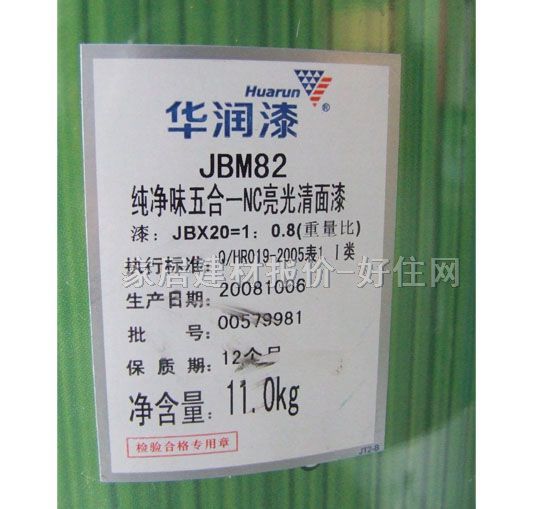 Huarun
华润漆®
JBM82
纯净味五合一NC亮光清面漆
漆：JBX20=1：0.8(重量比)
执行标准：Q/HR019-2005表1 I类
家居建材报价-好住网
生产日期：20081006
批 号：00579981
保 质 期：12个月
净含量：11.0kg
检验合格专用章
JT2-B